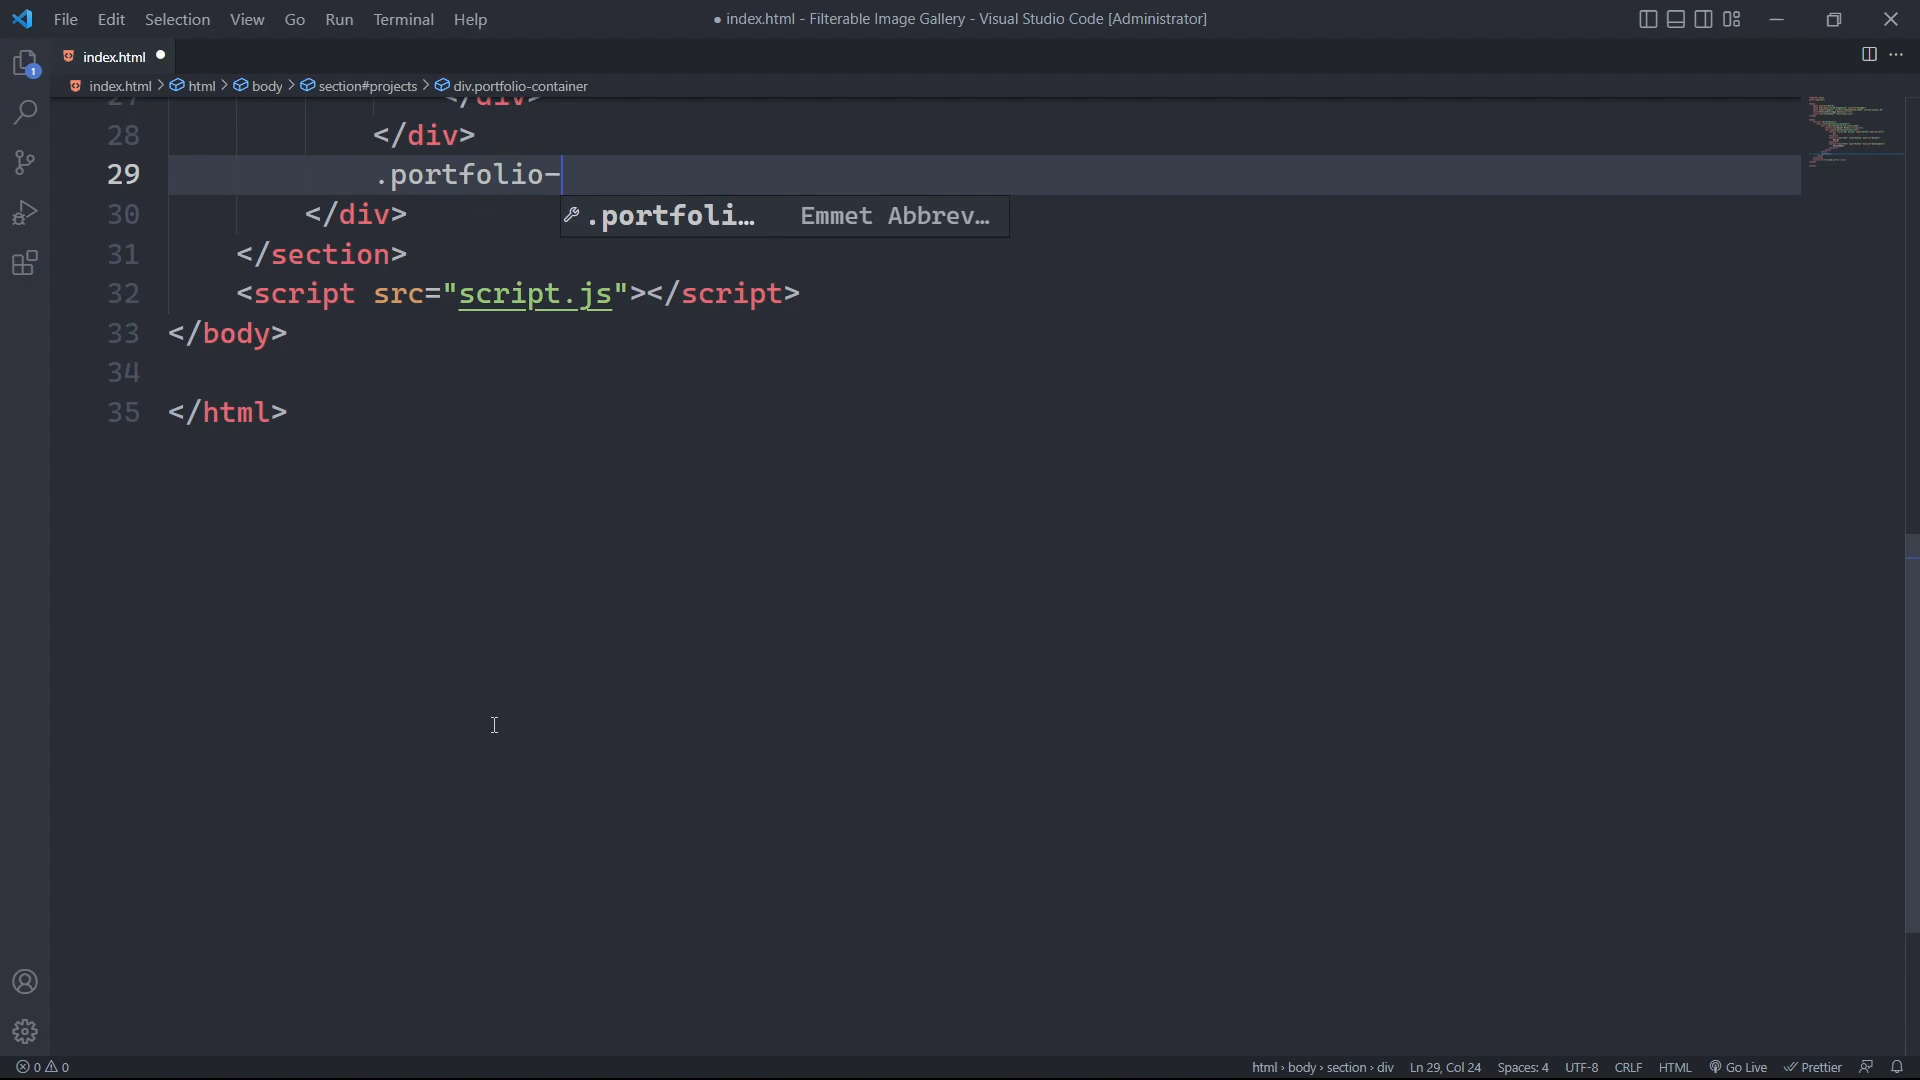 File Edit Selection View Go Run Terminal Help
● index.html - Filterable Image Gallery - Visual Studio Code [Administrator]
index.html ●
index.html > html > body > section#projects > div.portfolio-container
27 </div>
28 </div>
29 .portfolio-
.portfoli… Emmet Abbrev…
30 </div>
31 </section>
32 <script src="script.js"></script>
33 </body>
34
35 </html>
1
0 0
html › body › section › div Ln 29, Col 24 Spaces: 4 UTF-8 CRLF HTML Go Live Prettier